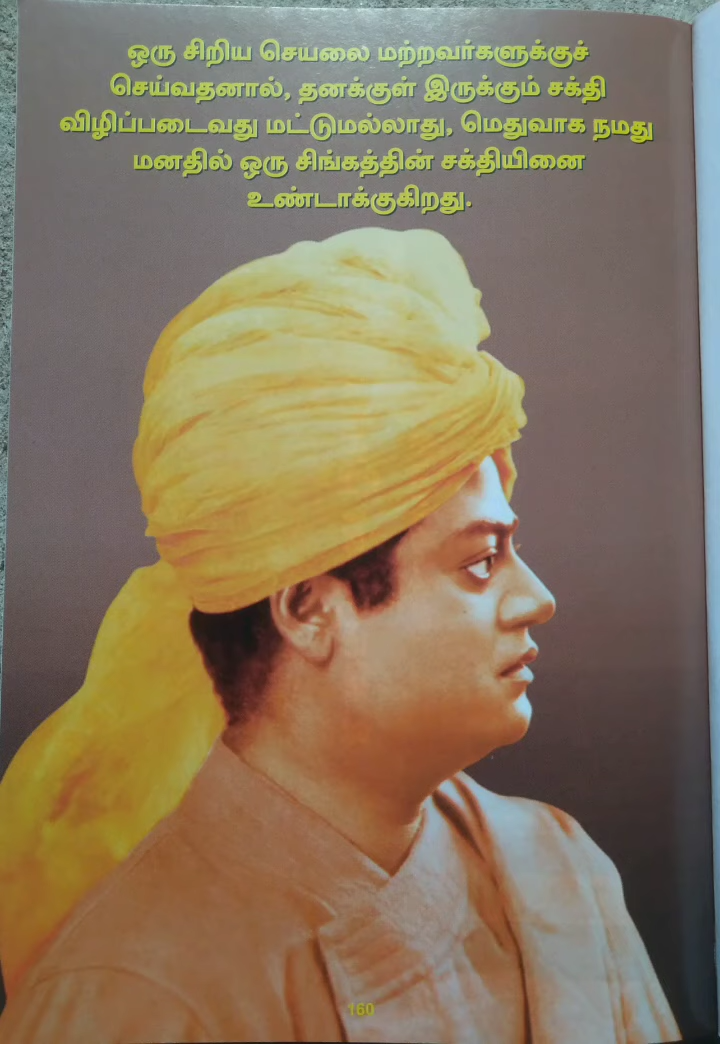 ஒரு சிறிய செயலை மற்றவர்களுக்குச்
செய்வதனால், தனக்குள் இருக்கும் சக்தி
விழிப்படைவது மட்டுமல்லாது, மெதுவாக நமது
மனதில் ஒரு சிங்கத்தின் சக்தியினை
உண்டாக்குகிறது.
160